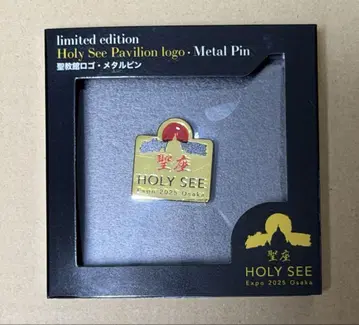 limited edition
Holy See Pavilion logo · Metal Pin
聖教館ロゴ・メタルピン
聖座
HOLY SEE
Expo 2025 Osaka
聖座
HOLY SEE
Expo 2025 Osaka